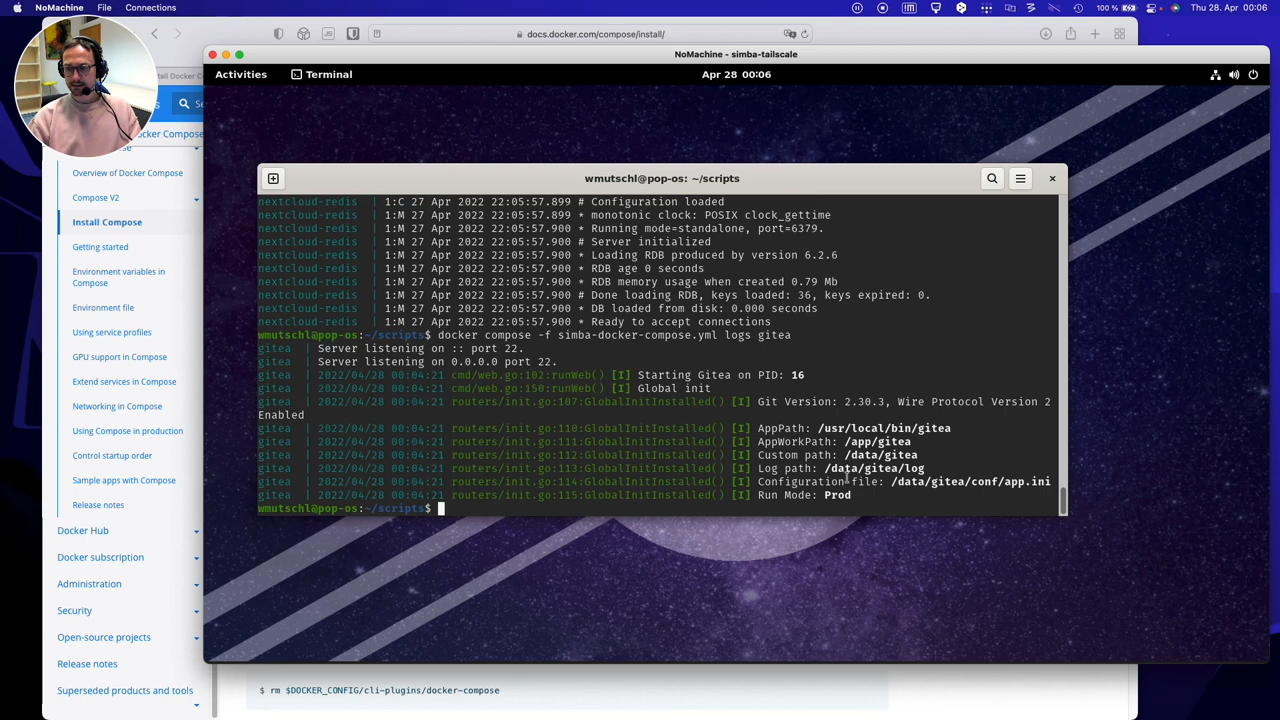 NoMachine File Connections
100 % Thu 28. Apr 00:06
docs.docker.com/compose/install/
NoMachine - simba-tailscale
Activities Terminal Apr 28 00:06
Overview of Docker Compose
Compose V2
Install Compose
Getting started
Environment variables in
Compose
Environment file
Using service profiles
GPU support in Compose
Extend services in Compose
Networking in Compose
Using Compose in production
Control startup order
Sample apps with Compose
Release notes
Docker Hub
Docker subscription
Administration
Security
Open-source projects
Release notes
Superseded products and tools
wmutschl@pop-os: ~/scripts
nextcloud-redis | 1:C 27 Apr 2022 22:05:57.899 # Configuration loaded
nextcloud-redis | 1:M 27 Apr 2022 22:05:57.899 * monotonic clock: POSIX clock_gettime
nextcloud-redis | 1:M 27 Apr 2022 22:05:57.900 * Running mode=standalone, port=6379.
nextcloud-redis | 1:M 27 Apr 2022 22:05:57.900 # Server initialized
nextcloud-redis | 1:M 27 Apr 2022 22:05:57.900 * Loading RDB produced by version 6.2.6
nextcloud-redis | 1:M 27 Apr 2022 22:05:57.900 * RDB age 0 seconds
nextcloud-redis | 1:M 27 Apr 2022 22:05:57.900 * RDB memory usage when created 0.79 Mb
nextcloud-redis | 1:M 27 Apr 2022 22:05:57.900 # Done loading RDB, keys loaded: 36, keys expired: 0.
nextcloud-redis | 1:M 27 Apr 2022 22:05:57.900 * DB loaded from disk: 0.000 seconds
nextcloud-redis | 1:M 27 Apr 2022 22:05:57.900 * Ready to accept connections
wmutschl@pop-os:~/scripts$ docker compose -f simba-docker-compose.yml logs gitea
gitea | Server listening on :: port 22.
gitea | Server listening on 0.0.0.0 port 22.
gitea | 2022/04/28 00:04:21 cmd/web.go:102:runWeb() [I] Starting Gitea on PID: 16
gitea | 2022/04/28 00:04:21 cmd/web.go:150:runWeb() [I] Global init
gitea | 2022/04/28 00:04:21 routers/init.go:107:GlobalInitInstalled() [I] Git Version: 2.30.3, Wire Protocol Version 2
Enabled
gitea | 2022/04/28 00:04:21 routers/init.go:110:GlobalInitInstalled() [I] AppPath: /usr/local/bin/gitea
gitea | 2022/04/28 00:04:21 routers/init.go:111:GlobalInitInstalled() [I] AppWorkPath: /app/gitea
gitea | 2022/04/28 00:04:21 routers/init.go:112:GlobalInitInstalled() [I] Custom path: /data/gitea
gitea | 2022/04/28 00:04:21 routers/init.go:113:GlobalInitInstalled() [I] Log path: /data/gitea/log
gitea | 2022/04/28 00:04:21 routers/init.go:114:GlobalInitInstalled() [I] Configuration file: /data/gitea/conf/app.ini
gitea | 2022/04/28 00:04:21 routers/init.go:115:GlobalInitInstalled() [I] Run Mode: Prod
wmutschl@pop-os:~/scripts$
$ rm $DOCKER_CONFIG/cli-plugins/docker-compose